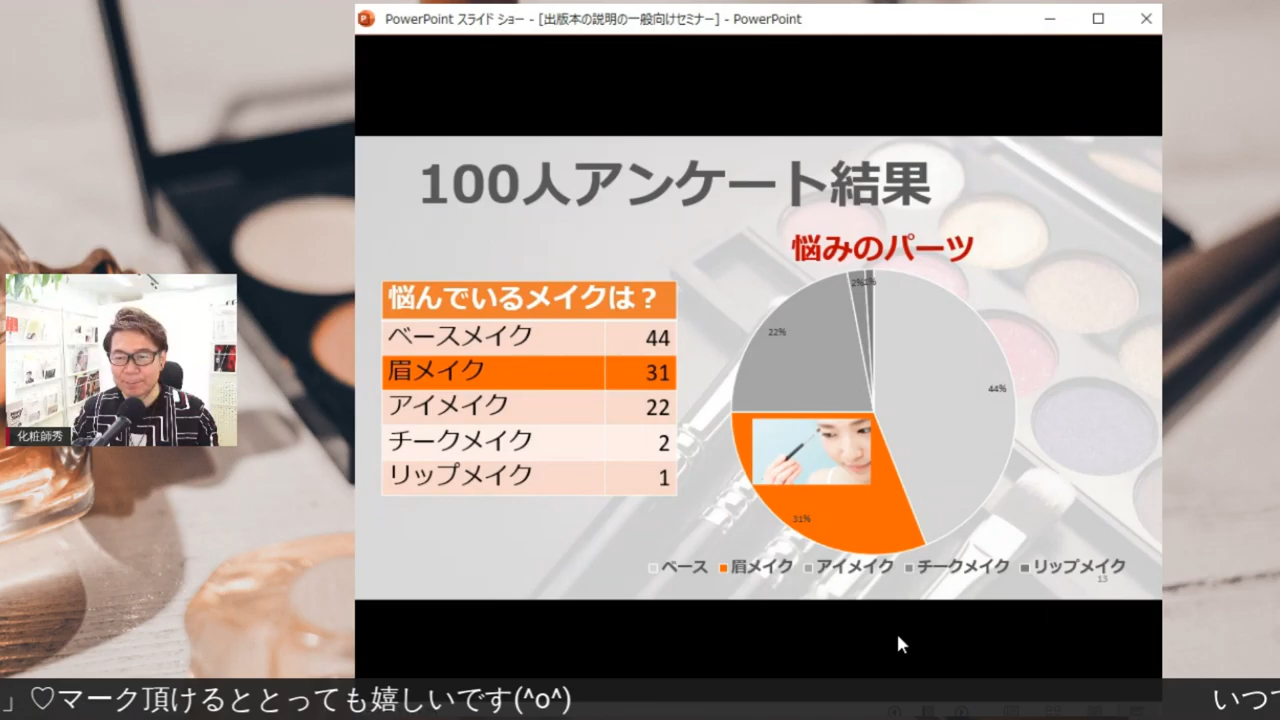 PowerPoint スライド ショー - [出版本の説明の一般向けセミナー] - PowerPoint
100人アンケート結果
悩みのパーツ
悩んでいるメイクは？
ベースメイク 44
眉メイク 31
アイメイク 22
チークメイク 2
リップメイク 1
2%
1%
22%
44%
31%
ベース 眉メイク アイメイク チークメイク リップメイク
13
化粧師秀
」♡マーク頂けるととっても嬉しいです(^o^)
いつ